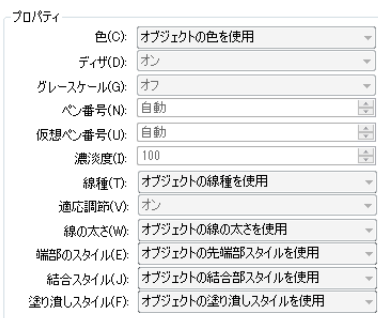 プロパティ
色(C): オブジェクトの色を使用
ディザ(D): オン
グレースケール(G): オフ
ペン番号(N): 自動
仮想ペン番号(U): 自動
濃淡度(I): 100
線種(T): オブジェクトの線種を使用
適応調節(V): オン
線の太さ(W): オブジェクトの線の太さを使用
端部のスタイル(E): オブジェクトの先端部スタイルを使用
結合スタイル(J): オブジェクトの結合部スタイルを使用
塗り潰しスタイル(F): オブジェクトの塗り潰しスタイルを使用